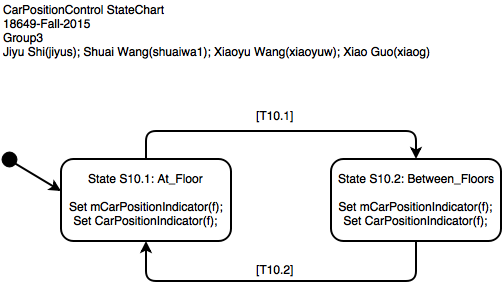 CarPositionControl StateChart
18649-Fall-2015
Group3
Jiyu Shi(jiyus); Shuai Wang(shuaiwa1); Xiaoyu Wang(xiaoyuw); Xiao Guo(xiaog)
[T10.1]
State S10.1: At_Floor
Set mCarPositionIndicator(f);
Set CarPositionIndicator(f);
State S10.2: Between_Floors
Set mCarPositionIndicator(f);
Set CarPositionIndicator(f);
[T10.2]